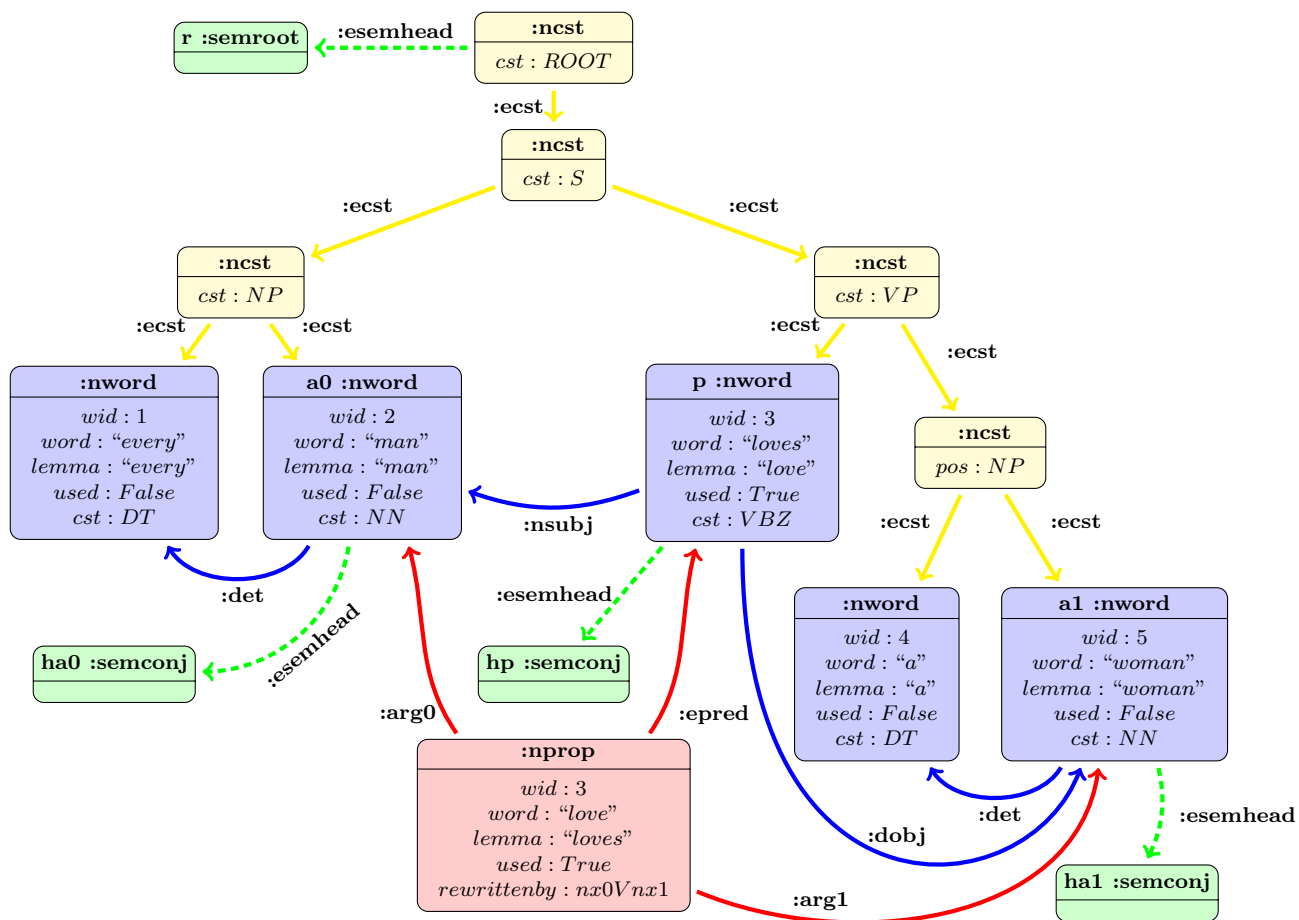 :esemhead
r :semroot
:ncst
cst : ROOT
:ecst
:ncst
cst : S
:ecst
:ecst
:ncst
cst : NP
:ncst
cst : VP
:ecst
:ecst
:ecst
:ecst
:nword
wid : 1
word : “every”
lemma : “every”
used : False
cst : DT
a0 :nword
wid : 2
word : “man”
lemma : “man”
used : False
cst : NN
p :nword
wid : 3
word : “loves”
lemma : “love”
used : True
cst : VBZ
:ncst
pos : NP
:nsubj
:ecst
:ecst
:det
:esemhead
:esemhead
:nword
wid : 4
word : “a”
lemma : “a”
used : False
cst : DT
a1 :nword
wid : 5
word : “woman”
lemma : “woman”
used : False
cst : NN
ha0 :semconj
hp :semconj
:arg0
:epred
:nprop
wid : 3
word : “love”
lemma : “loves”
used : True
rewrittenby : nx0Vnx1
:dobj
:det
:esemhead
ha1 :semconj
:arg1